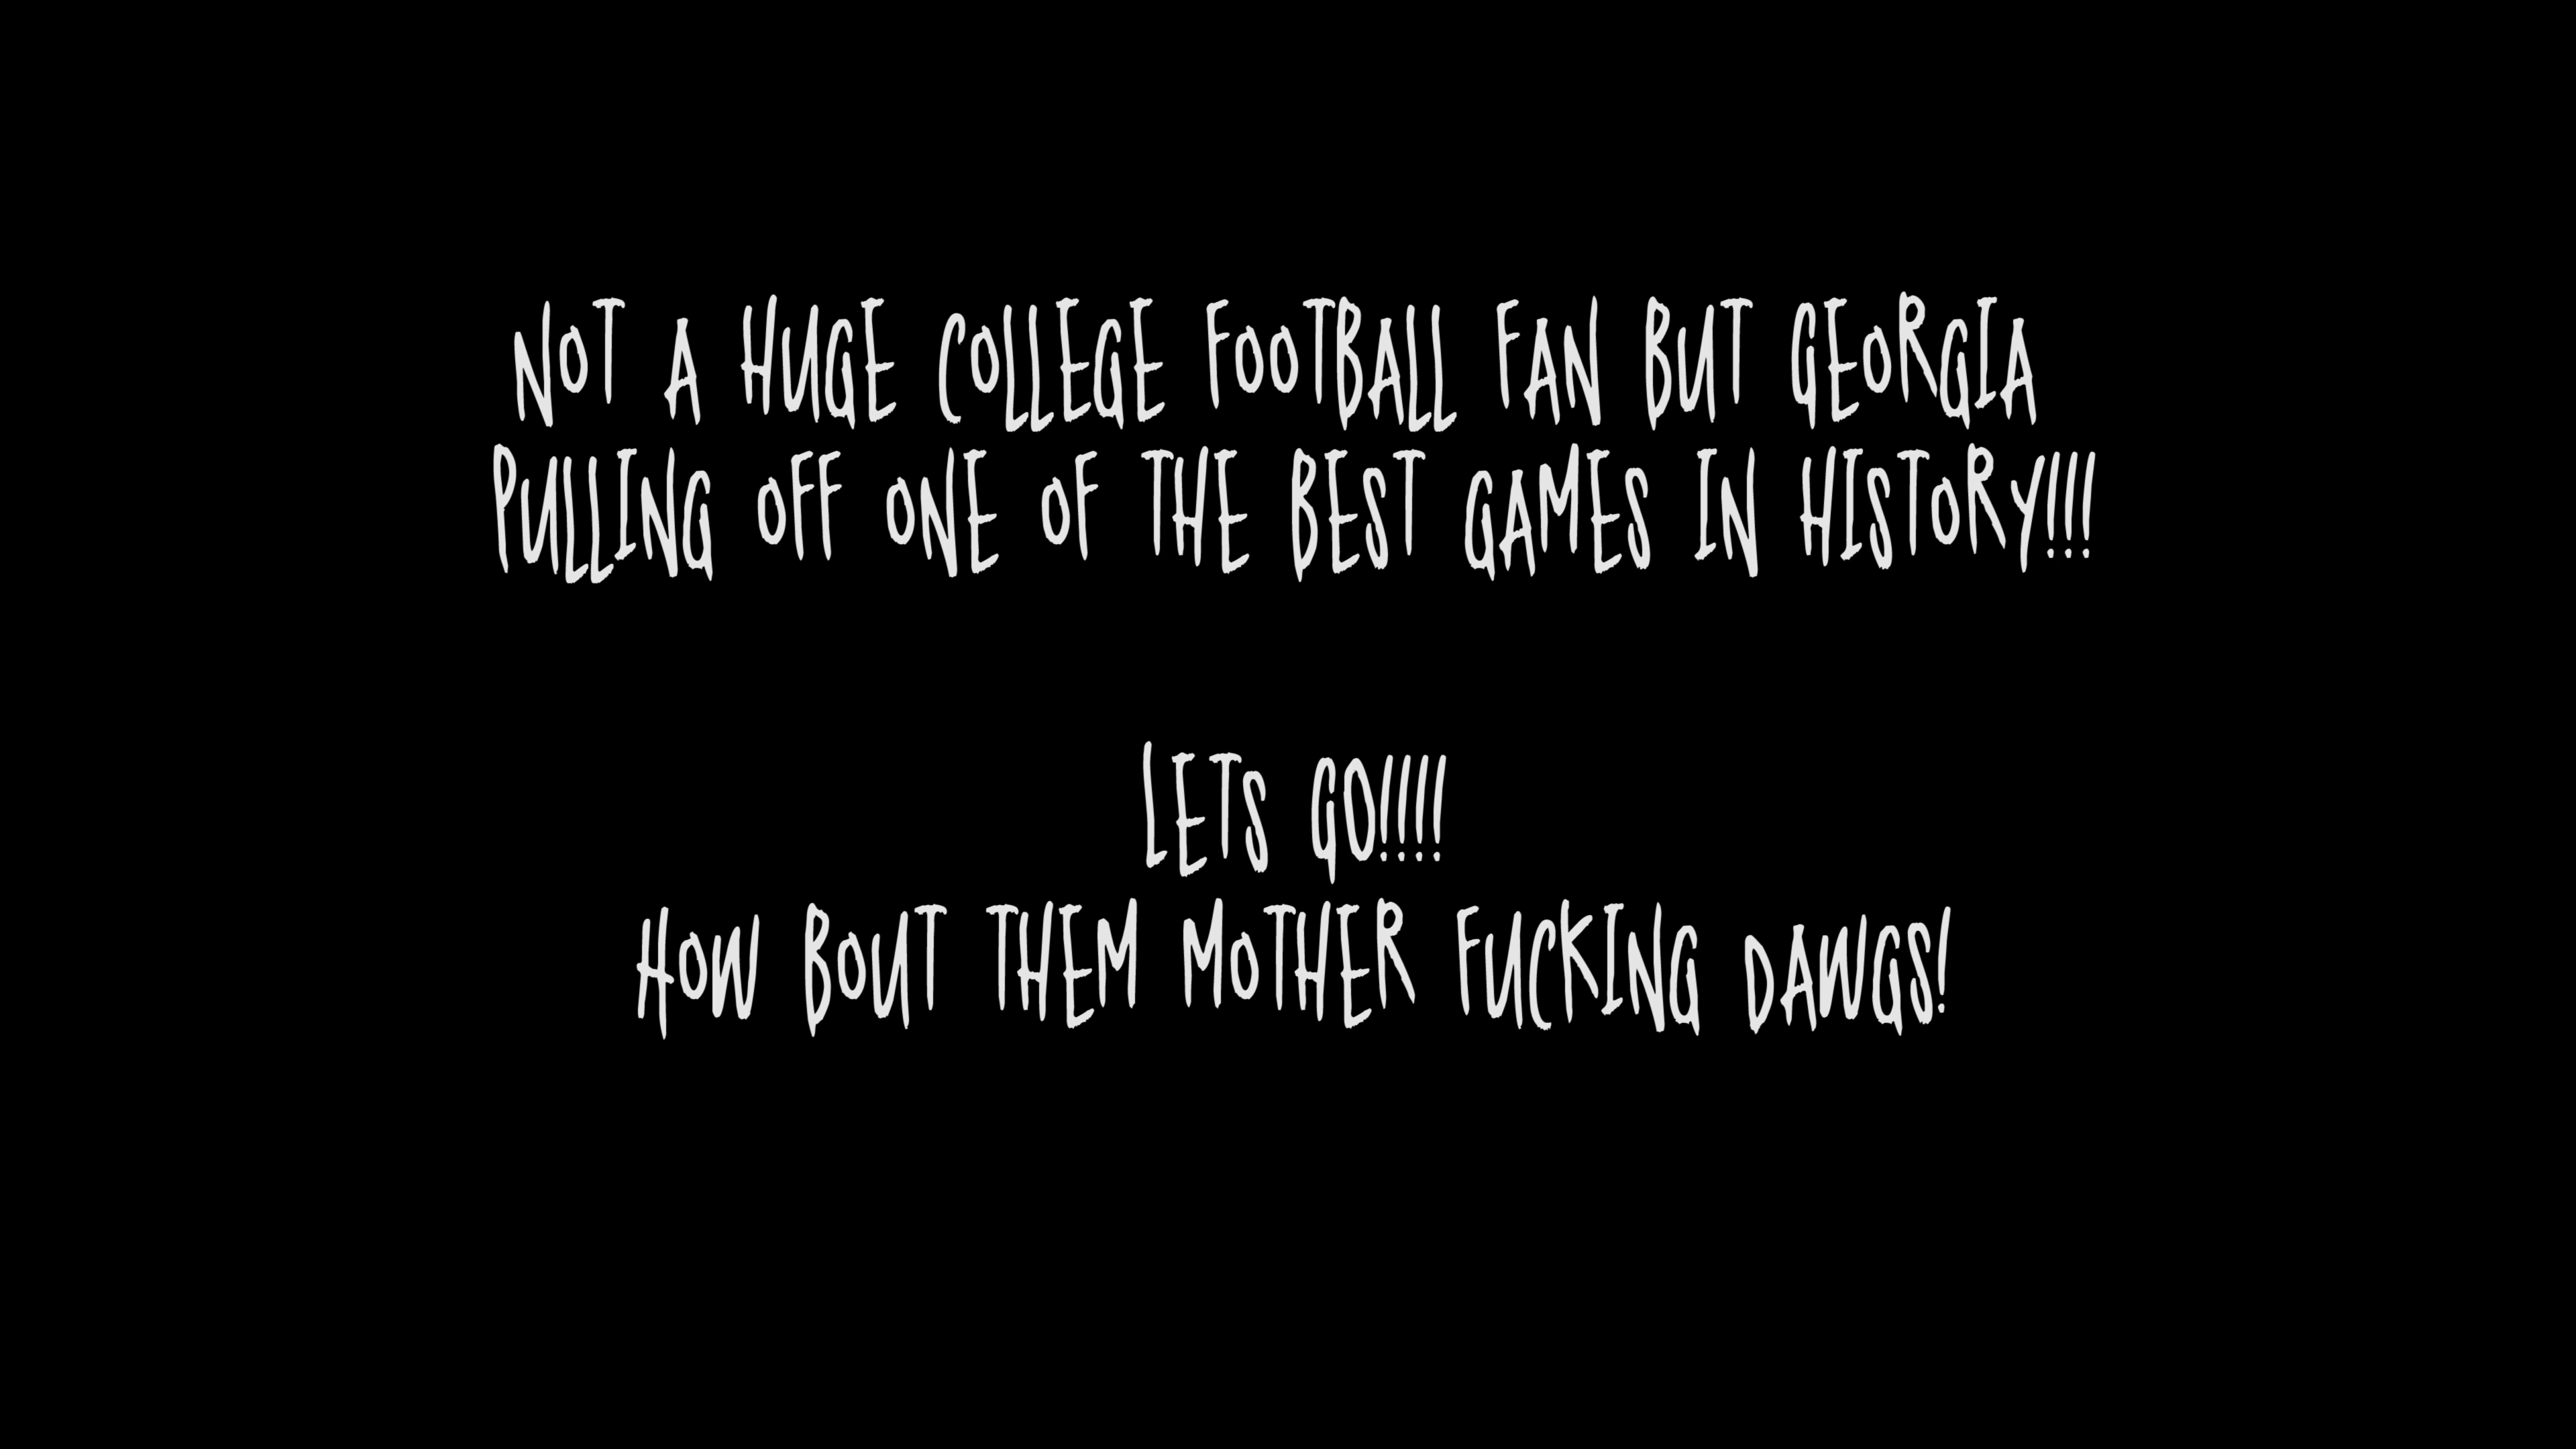 NOT A HUGE COLLEGE FOOTBALL FAN BUT GEORGIA
PULLING OFF ONE OF THE BEST GAMES IN HISTORY!!!
LETS GO!!!!
HOW BOUT THEM MOTHER FUCKING DAWGS!